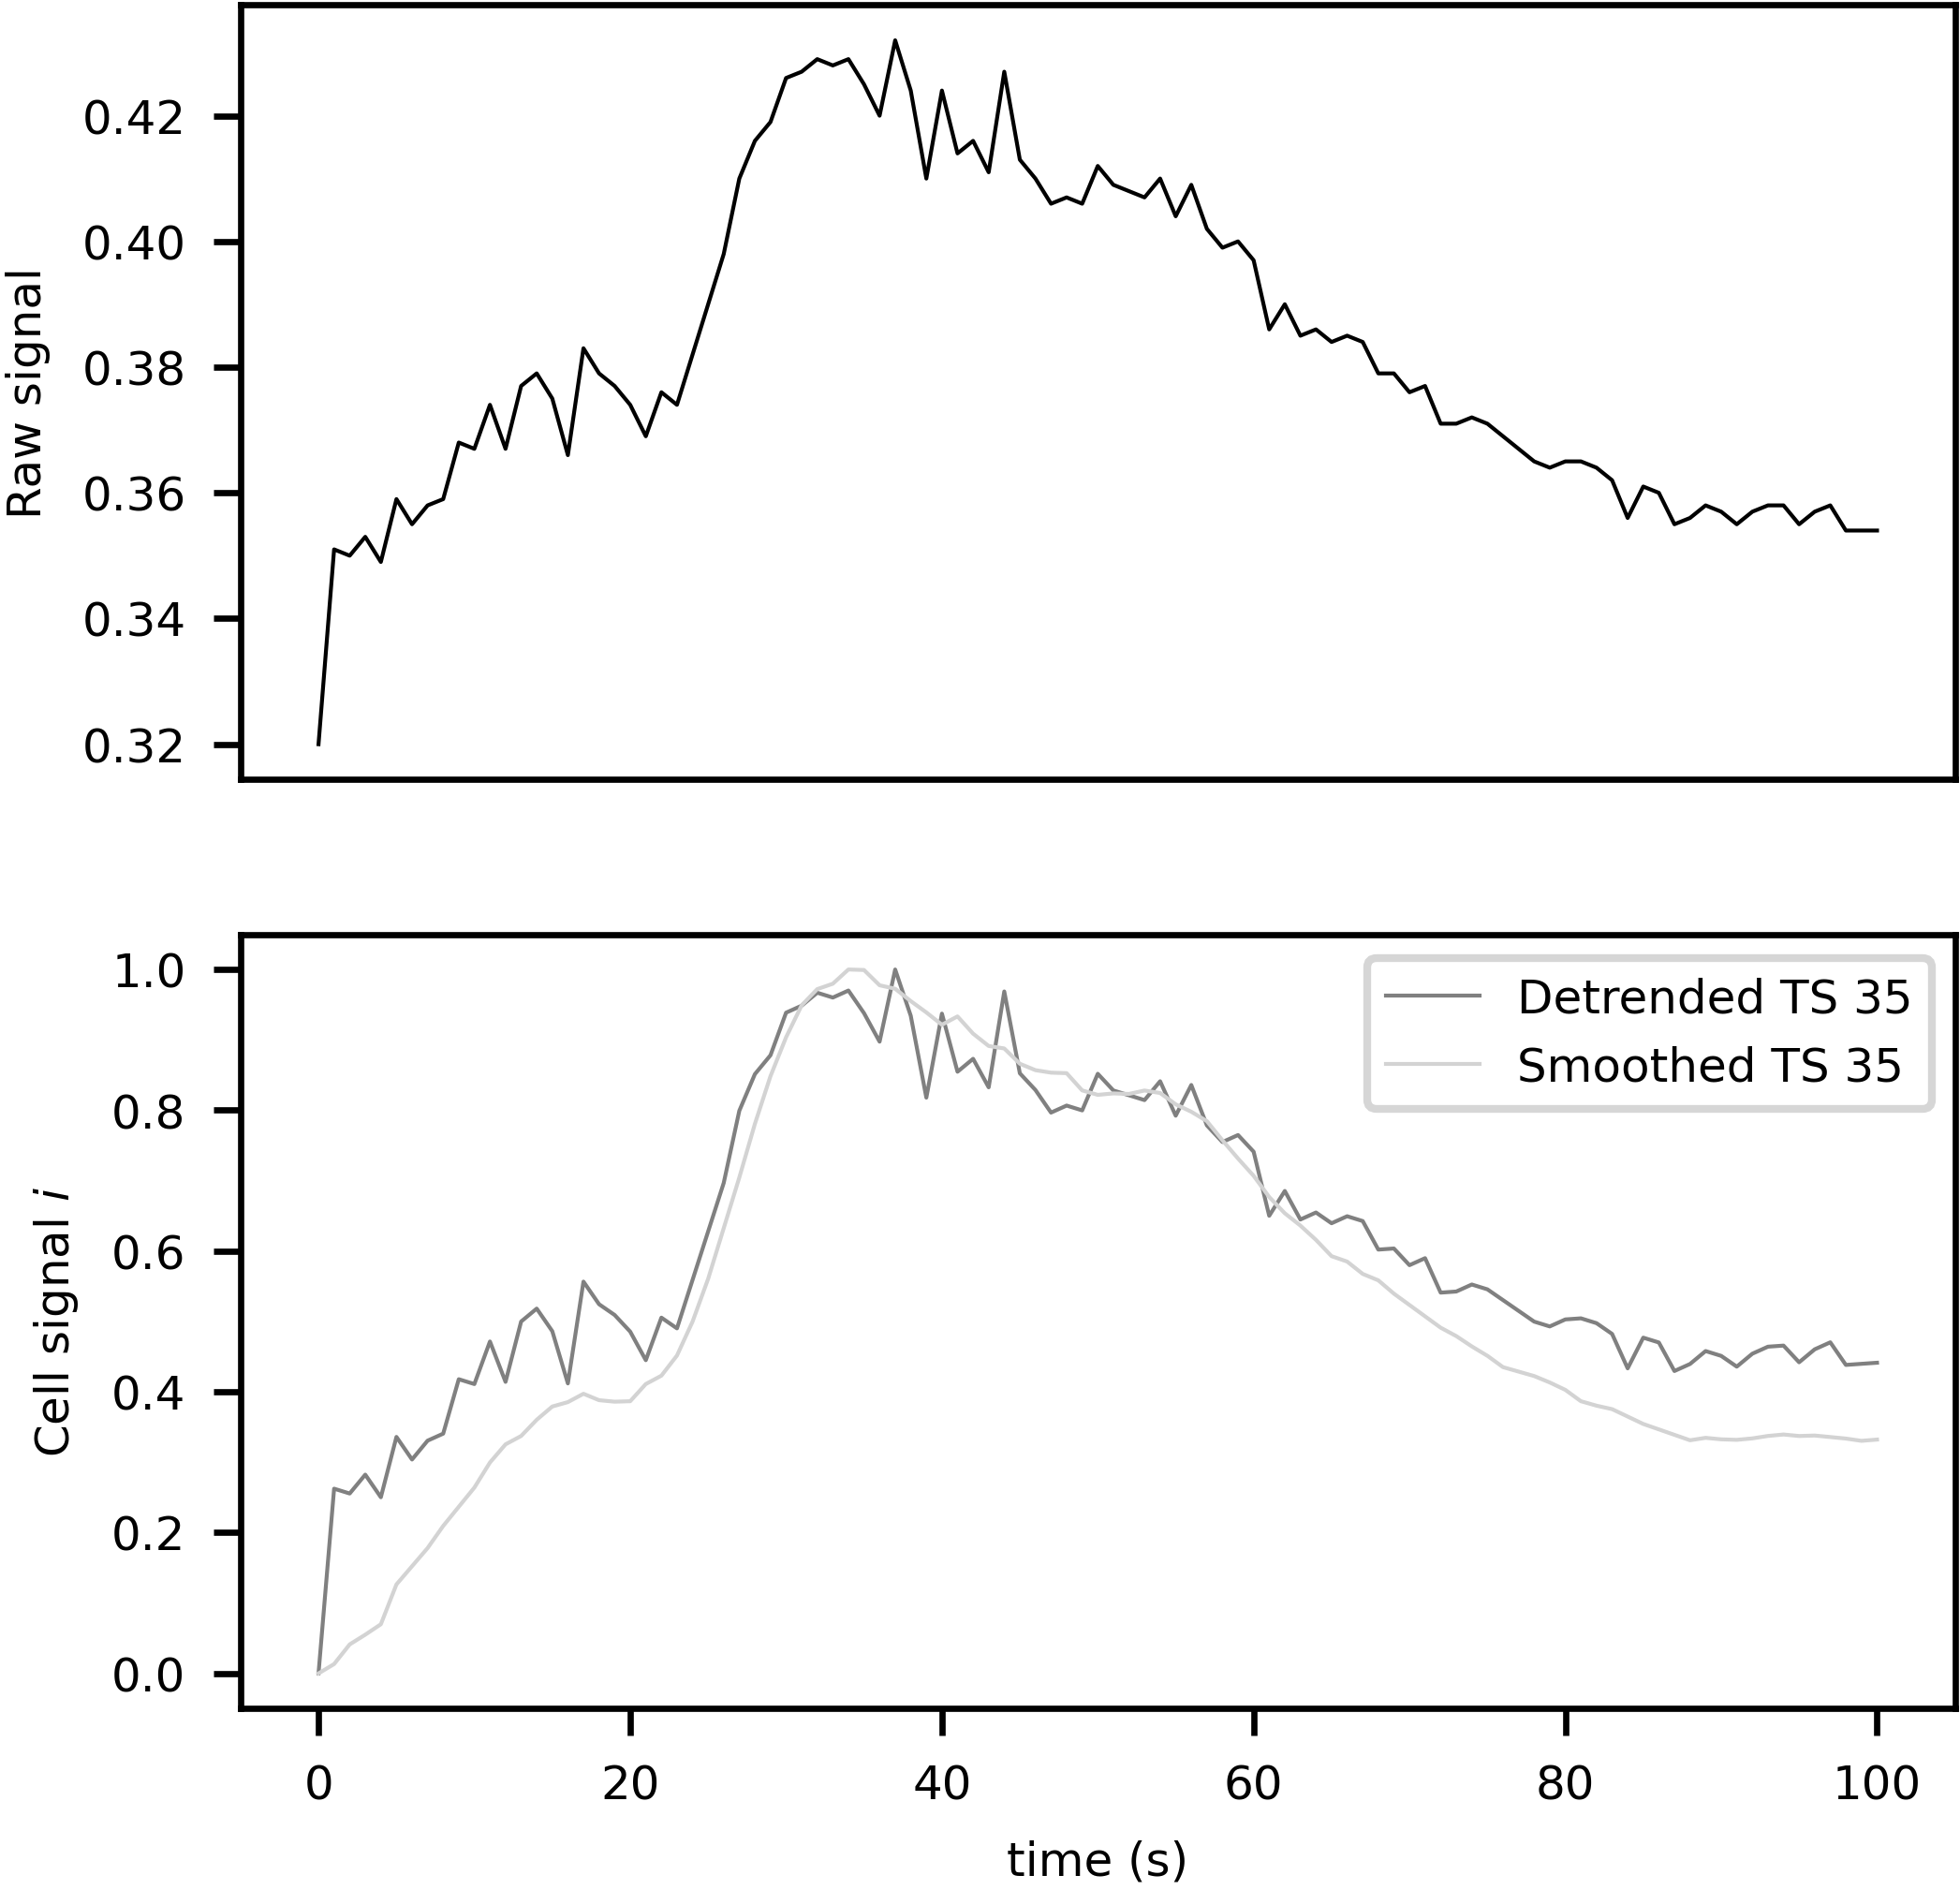 Raw signal
0.42
0.40
0.38
0.36
0.34
0.32
Cell signal i
1.0
0.8
0.6
0.4
0.2
0.0
Detrended TS 35
Smoothed TS 35
0 20 40 60 80 100
time (s)